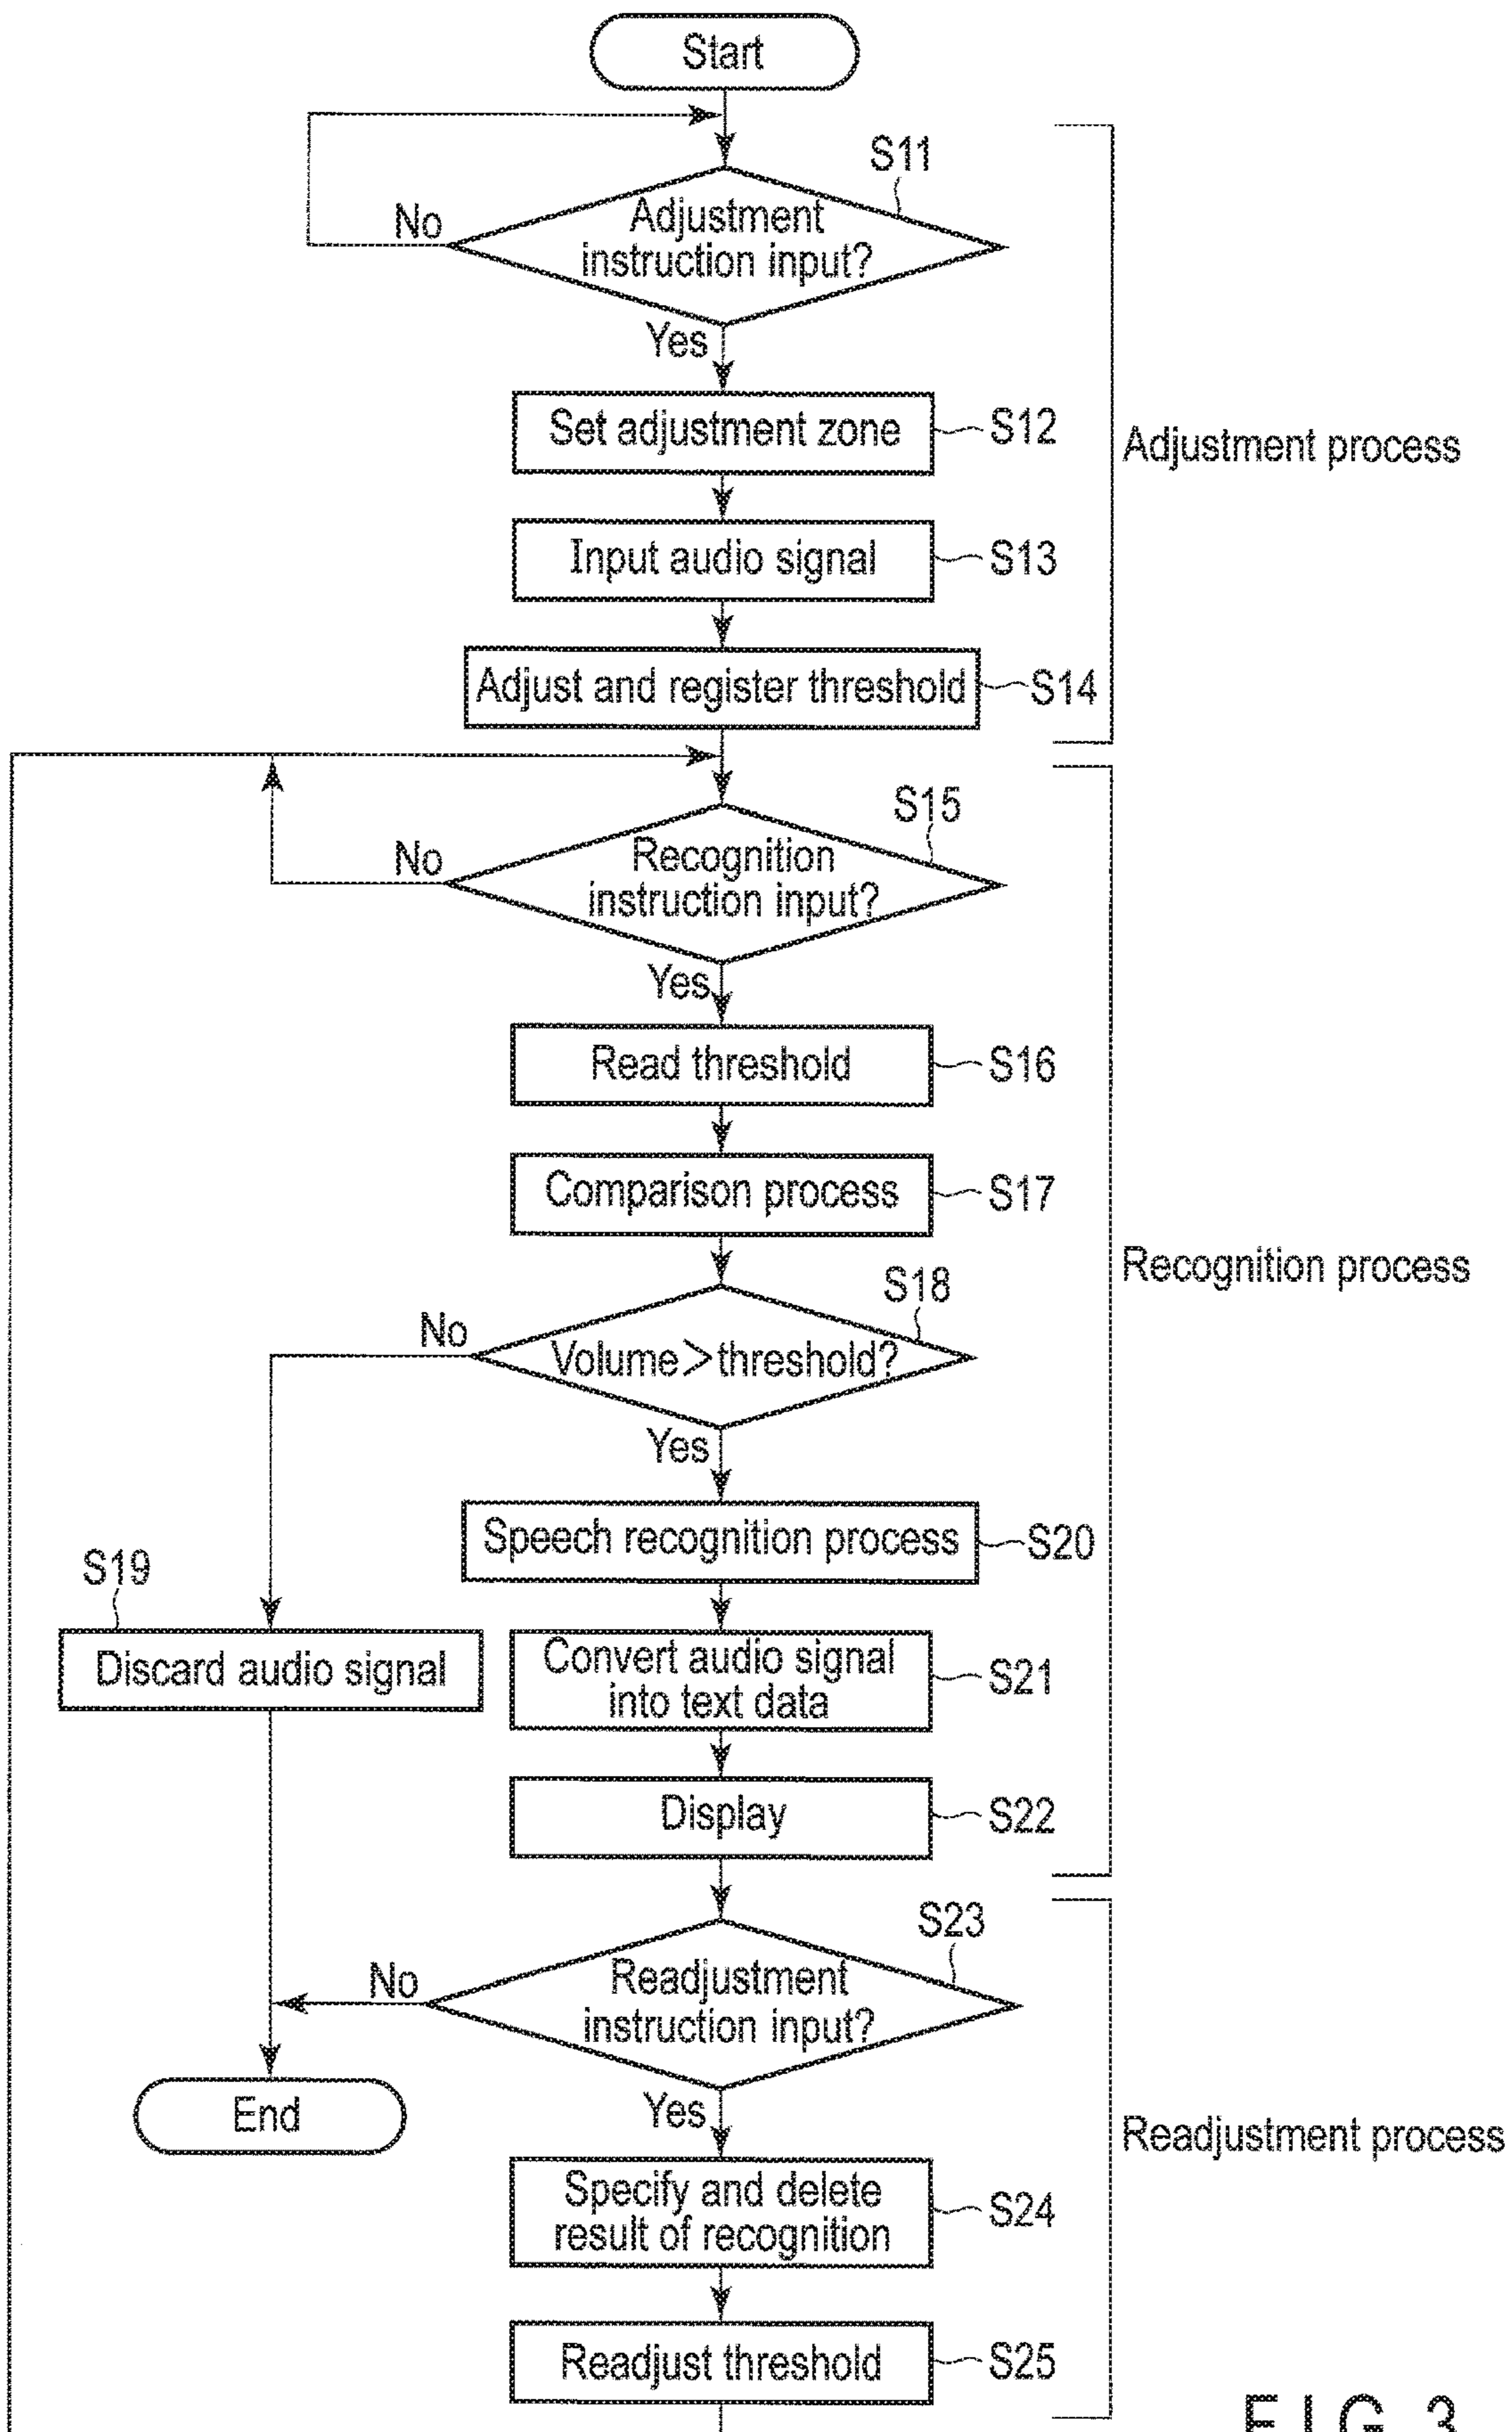 Start
S11
No
Adjustment
instruction input?
Yes
Set adjustment zone
S12
Adjustment process
Input audio signal
S13
Adjust and register threshold
S14
S15
No
Recognition
instruction input?
Yes
Read threshold
S16
Comparison process
S17
Recognition process
S18
No
Volume>threshold?
Yes
Speech recognition process
S20
S19
Discard audio signal
Convert audio signal
into text data
S21
Display
S22
S23
No
Readjustment
instruction input?
End
Yes
Readjustment process
Specify and delete
result of recognition
S24
Readjust threshold
S25
FIG. 3